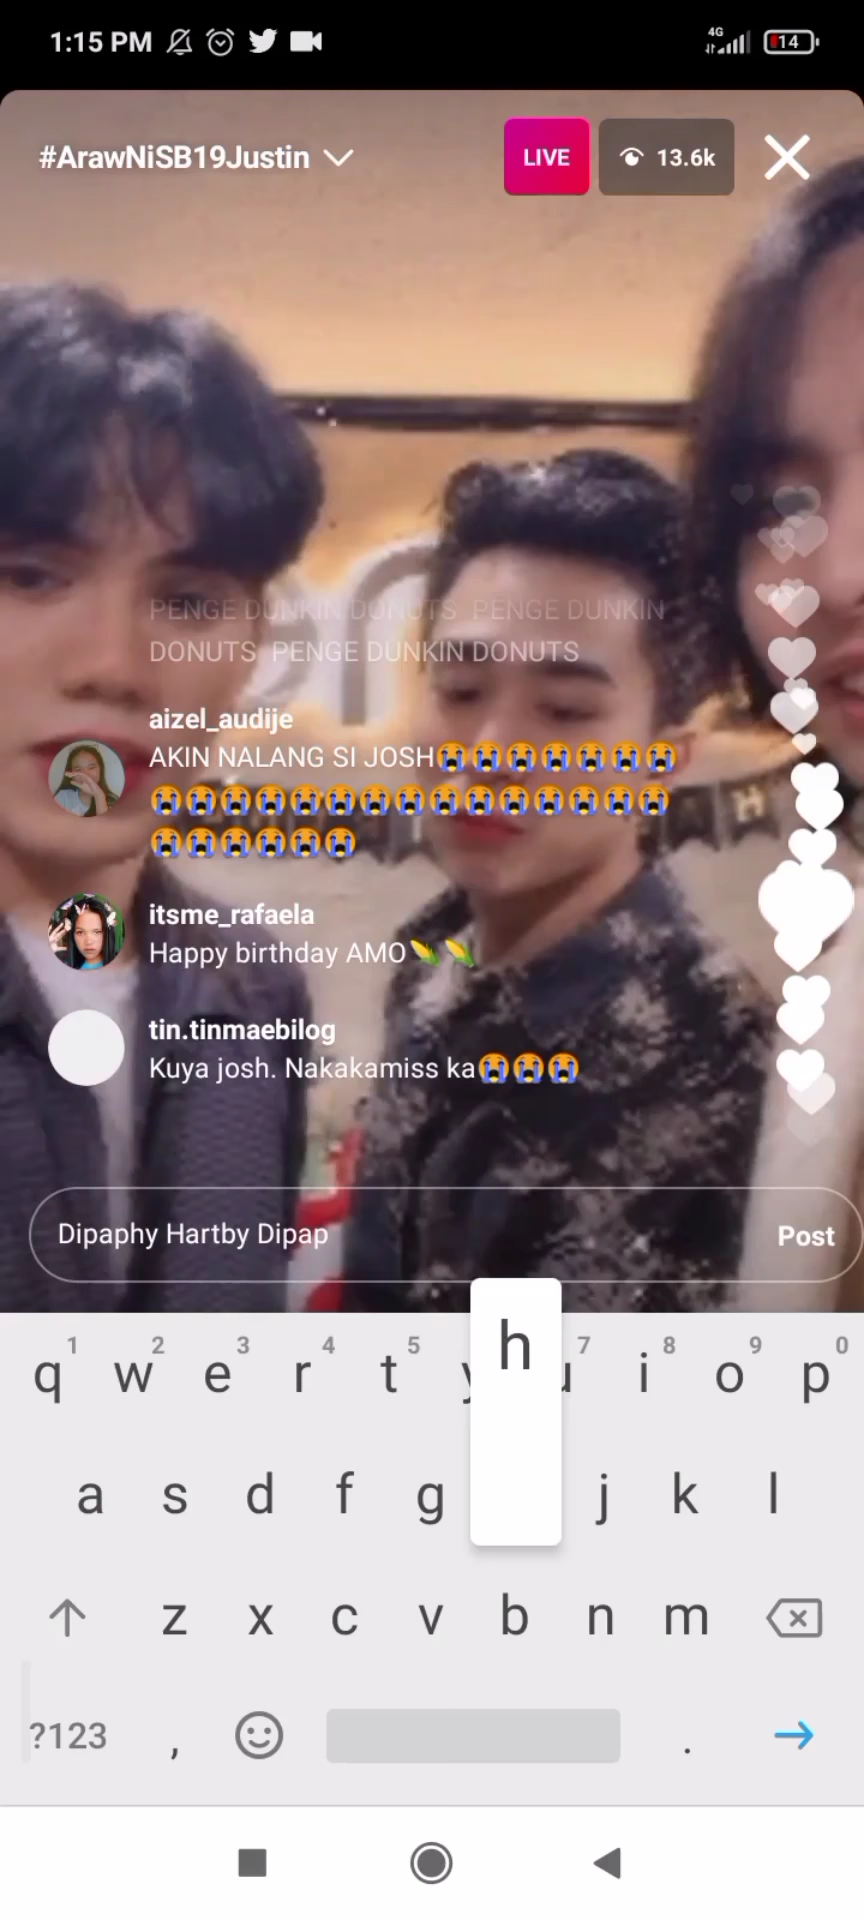 1:15 PM
4G
14
#ArawNiSB19Justin
LIVE
13.6k
PENGE DUNKIN DONUTS PENGE DUNKIN
DONUTS PENGE DUNKIN DONUTS
aizel_audije
AKIN NALANG SI JOSH😭😭😭😭😭😭😭
😭😭😭😭😭😭😭😭😭😭😭😭😭😭😭
😭😭😭😭😭😭
itsme_rafaela
Happy birthday AMO🌽🌽
tin.tinmaebilog
Kuya josh. Nakakamiss ka😭😭😭
Dipaphy Hartby Dipap
Post
1 2 3 4 5 7 8 9 0
q w e r t y h u i o p
a s d f g j k l
z x c v b n m
?123 , .